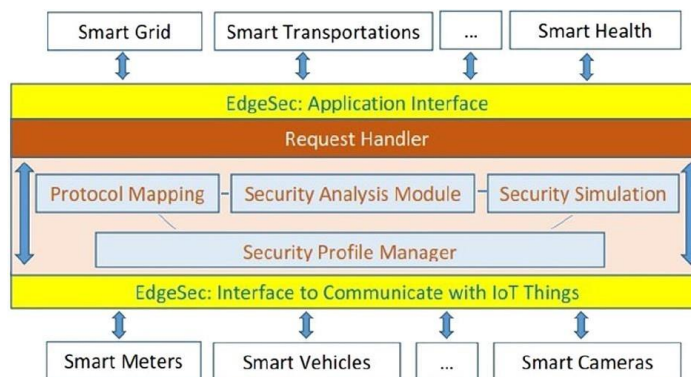 Smart Grid
Smart Transportations
...
Smart Health
EdgeSec: Application Interface
Request Handler
Protocol Mapping
Security Analysis Module
Security Simulation
Security Profile Manager
EdgeSec: Interface to Communicate with IoT Things
Smart Meters
Smart Vehicles
...
Smart Cameras